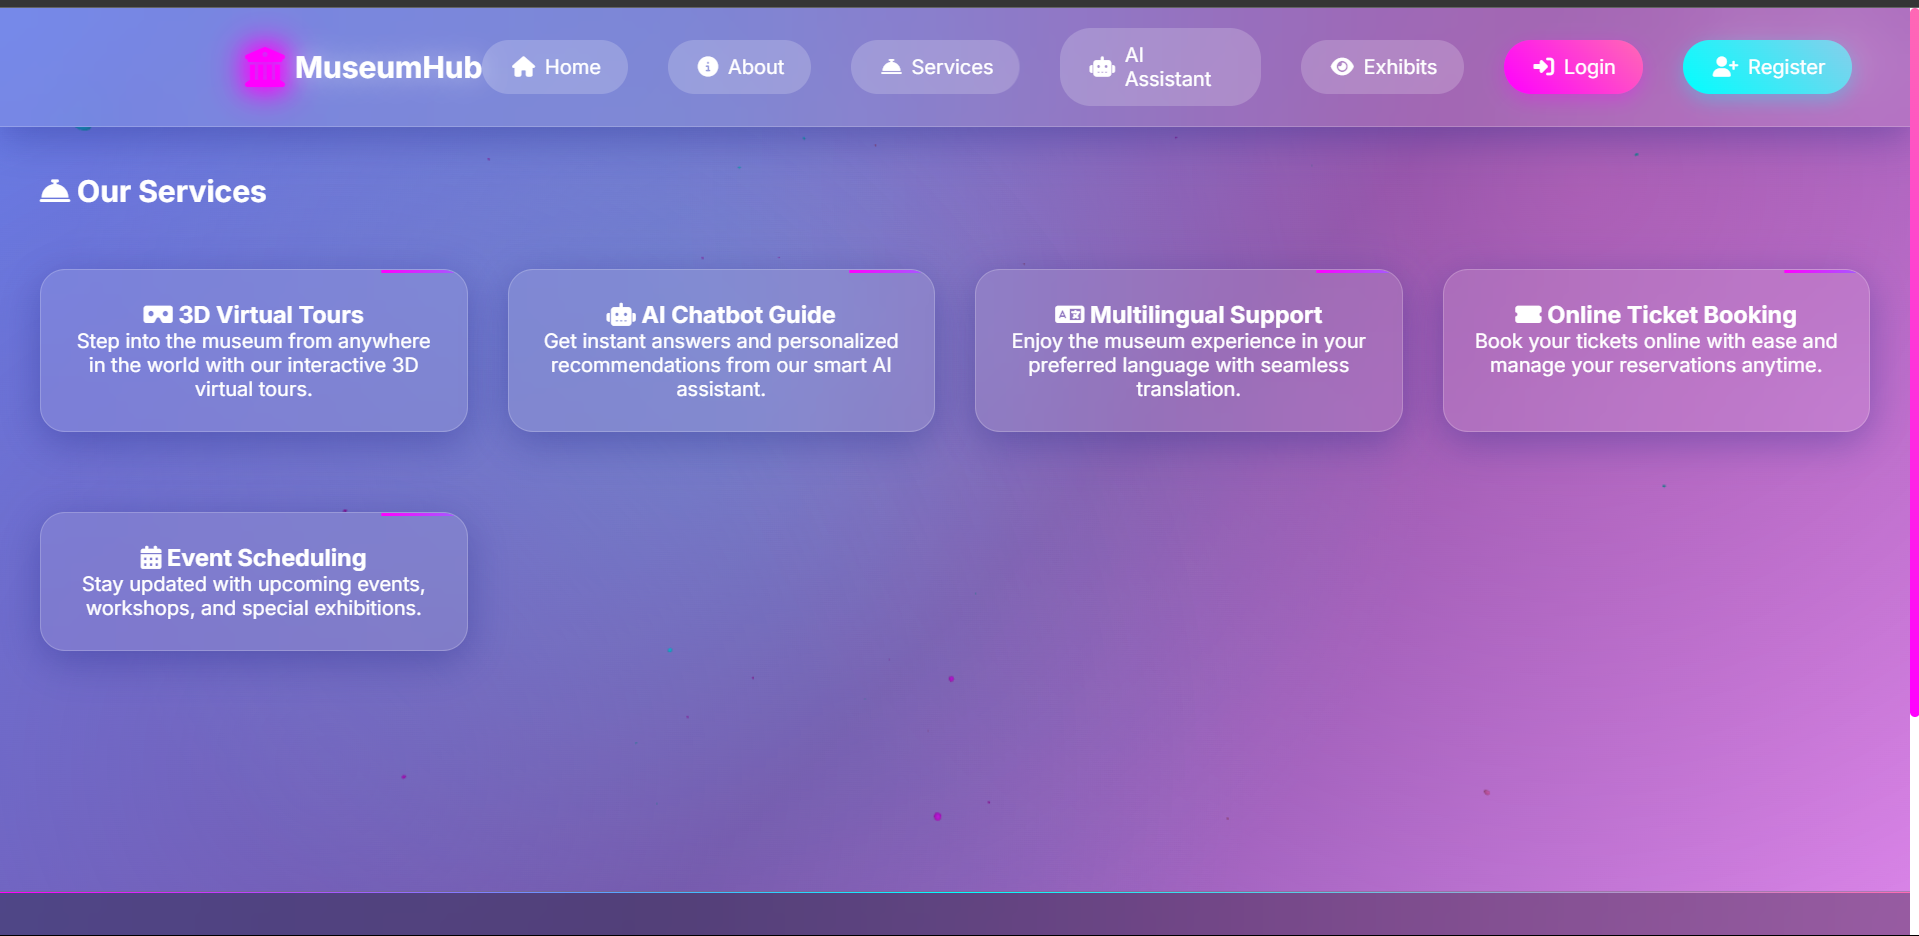 MuseumHub
Home
About
Services
AI
Assistant
Exhibits
Login
Register
Our Services
3D Virtual Tours
Step into the museum from anywhere
in the world with our interactive 3D
virtual tours.
AI Chatbot Guide
Get instant answers and personalized
recommendations from our smart AI
assistant.
Multilingual Support
Enjoy the museum experience in your
preferred language with seamless
translation.
Online Ticket Booking
Book your tickets online with ease and
manage your reservations anytime.
Event Scheduling
Stay updated with upcoming events,
workshops, and special exhibitions.